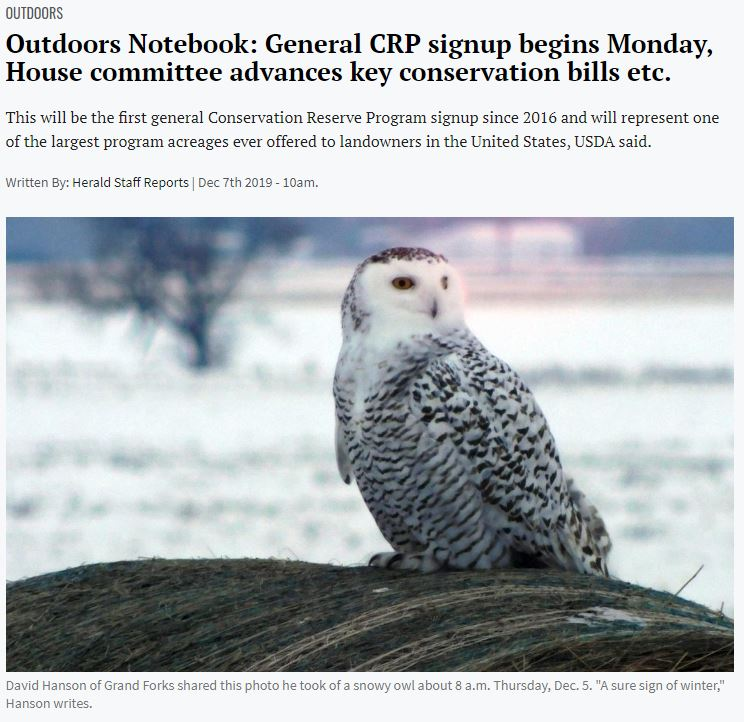 OUTDOORS
Outdoors Notebook: General CRP signup begins Monday,
House committee advances key conservation bills etc.
This will be the first general Conservation Reserve Program signup since 2016 and will represent one
of the largest program acreages ever offered to landowners in the United States, USDA said.
Written By: Herald Staff Reports | Dec 7th 2019 - 10am.
David Hanson of Grand Forks shared this photo he took of a snowy owl about 8 a.m. Thursday, Dec. 5. "A sure sign of winter,"
Hanson writes.